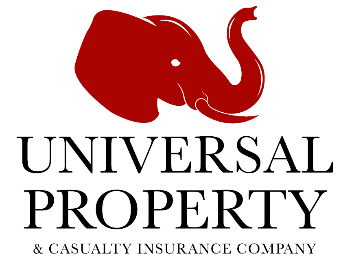 UNIVERSAL
PROPERTY
& CASUALTY INSURANCE COMPANY